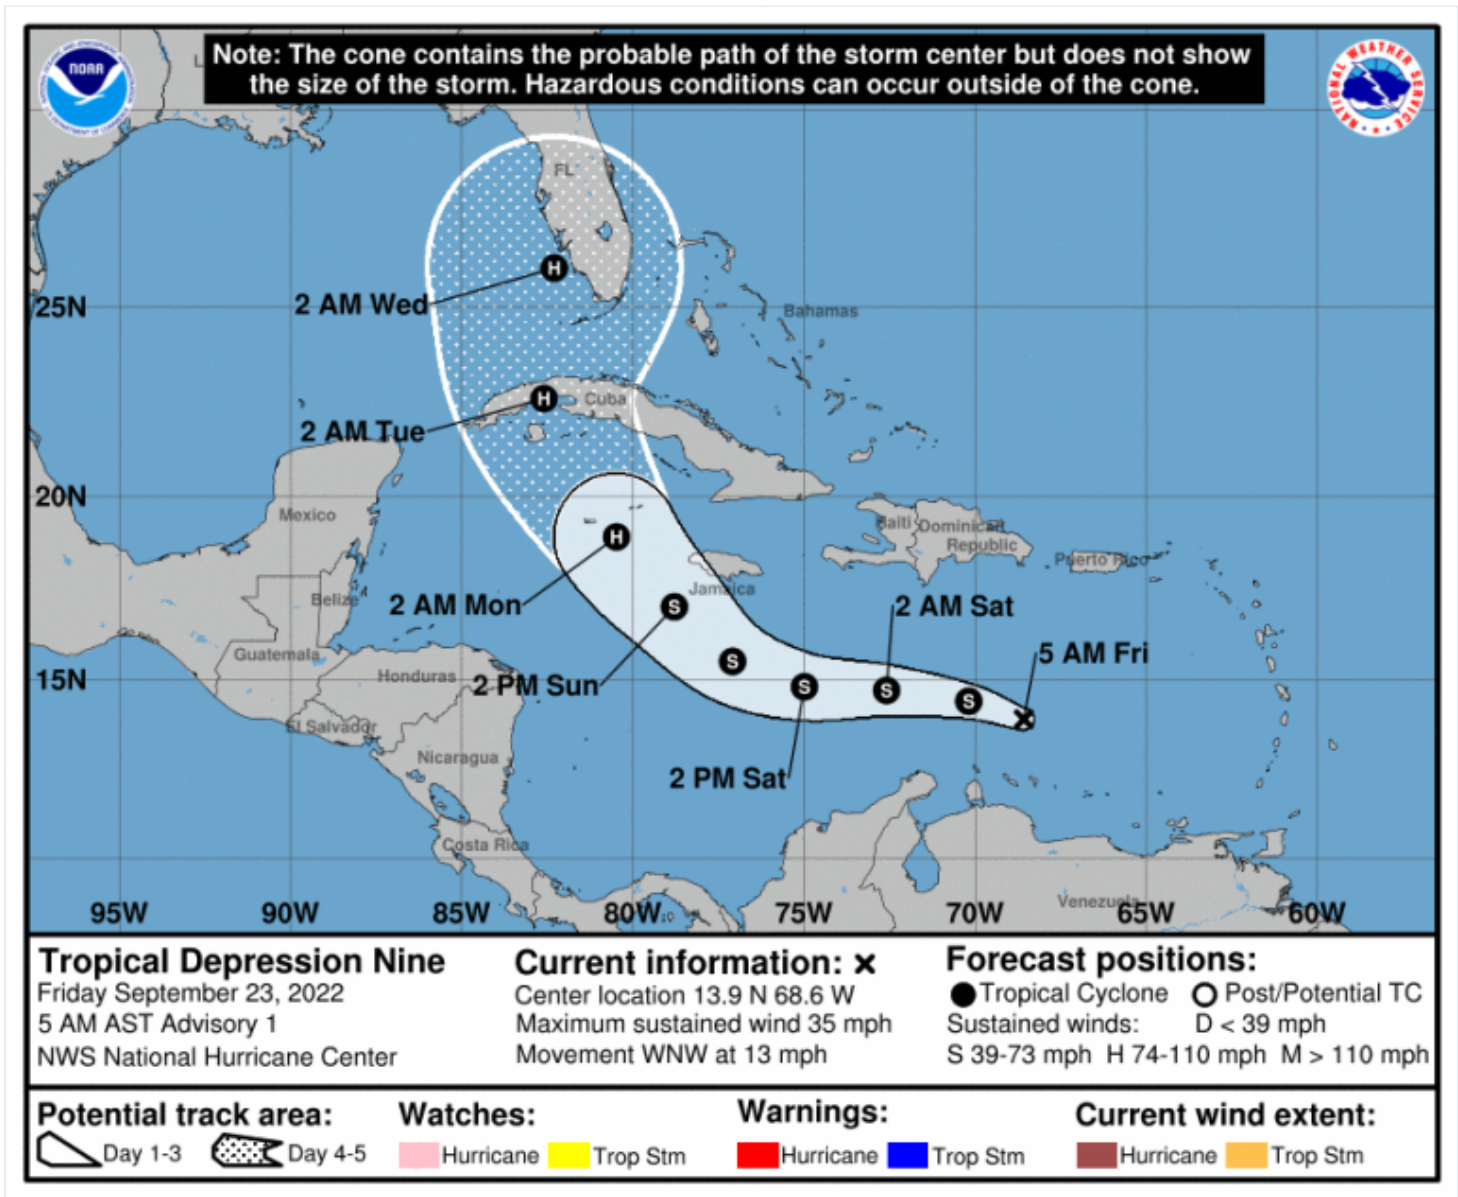 Note: The cone contains the probable path of the storm center but does not show
the size of the storm. Hazardous conditions can occur outside of the cone.
NOAA
NATIONAL WEATHER SERVICE
FL
H
2 AM Wed
25N
Bahamas
H
Cuba
2 AM Tue
20N
Mexico
Haiti
Dominican
Republic
Puerto Rico
H
Jamaica
Belize
2 AM Mon
S
2 AM Sat
Guatemala
5 AM Fri
S
Honduras
15N
2 PM Sun
S
S
S
El Salvador
Nicaragua
2 PM Sat
Costa Rica
Venezuela
95W 90W 85W 80W 75W 70W 65W 60W
Tropical Depression Nine
Friday September 23, 2022
5 AM AST Advisory 1
NWS National Hurricane Center
Current information: x
Center location 13.9 N 68.6 W
Maximum sustained wind 35 mph
Movement WNW at 13 mph
Forecast positions:
Tropical Cyclone Post/Potential TC
Sustained winds: D < 39 mph
S 39-73 mph H 74-110 mph M > 110 mph
Potential track area:
Day 1-3 Day 4-5
Watches:
Hurricane Trop Stm
Warnings:
Hurricane Trop Stm
Current wind extent:
Hurricane Trop Stm